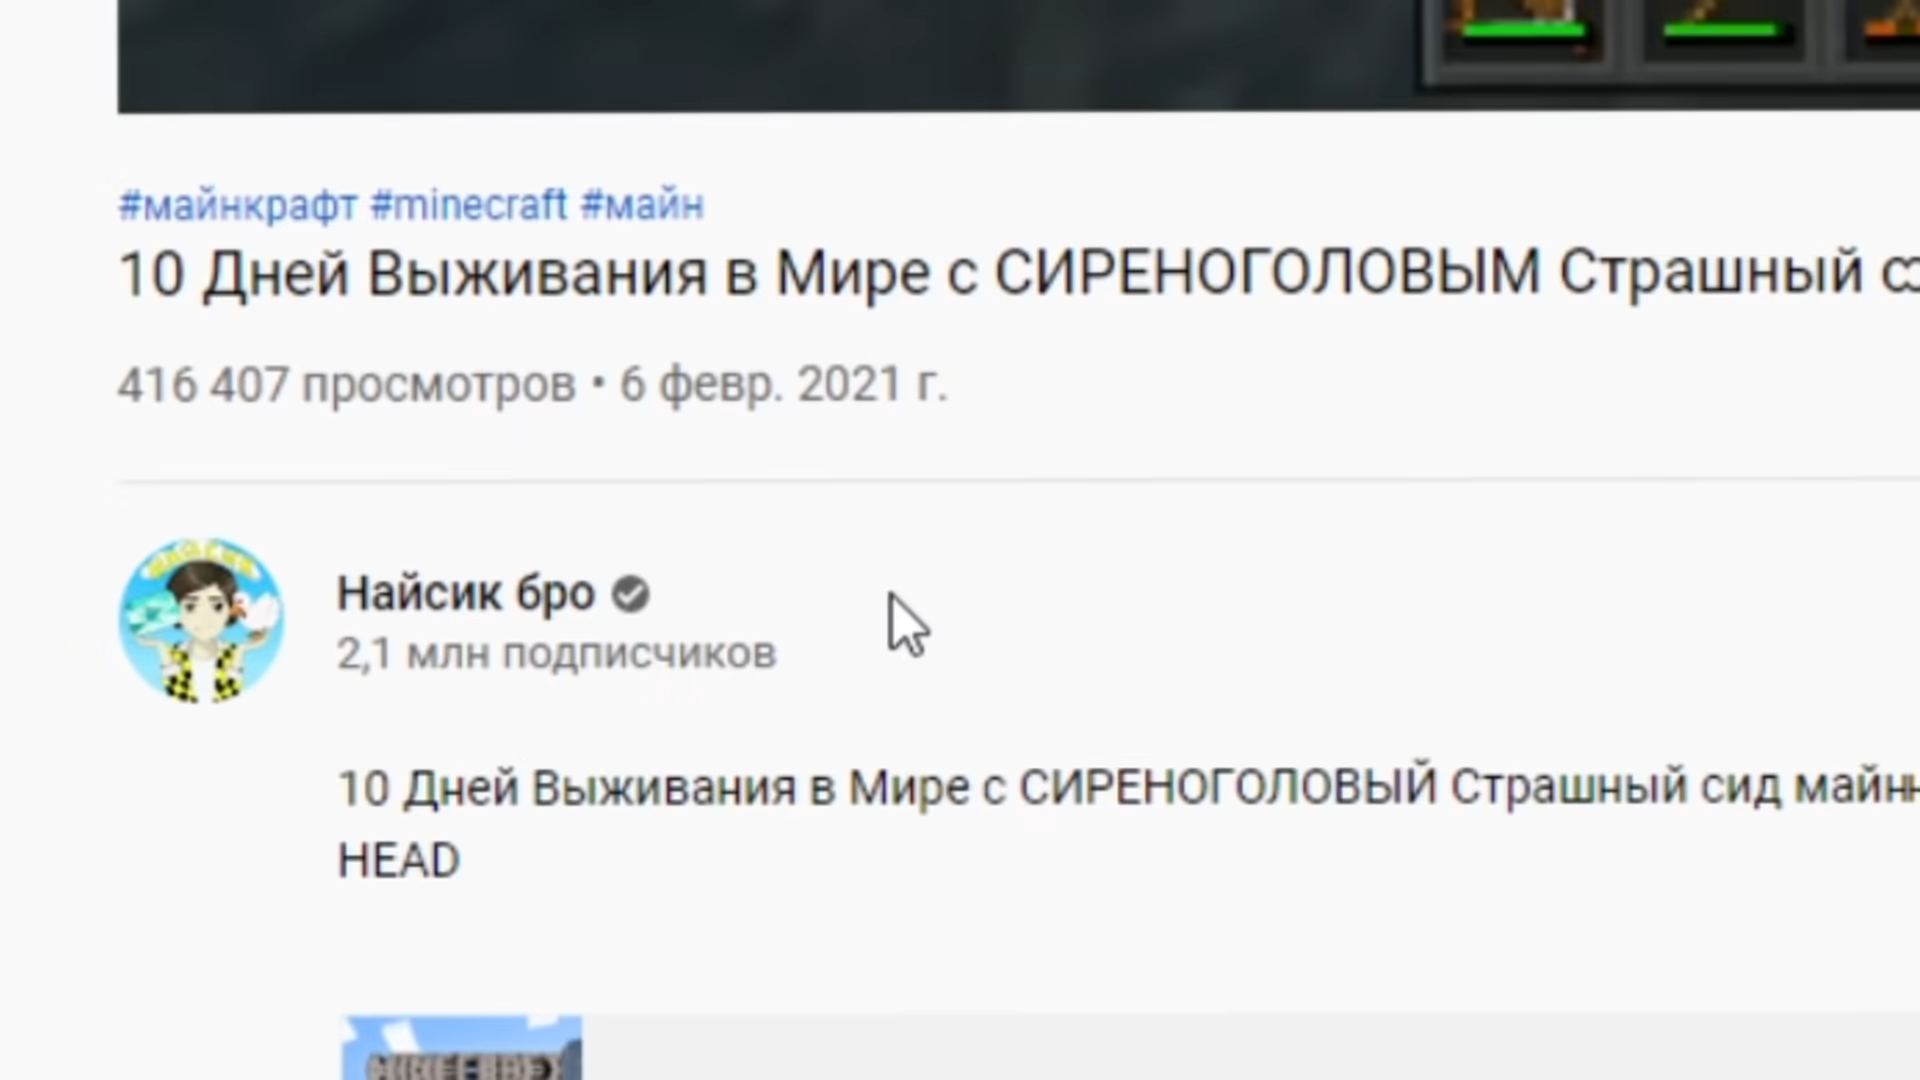 #майнкрафт #minecraft #майн
10 Дней Выживания в Мире с СИРЕНОГОЛОВЫМ Страшный
416 407 просмотров • 6 февр. 2021 г.
Найсик бро
2,1 млн подписчиков
10 Дней Выживания в Мире с СИРЕНОГОЛОВЫЙ Страшный сид
HEAD